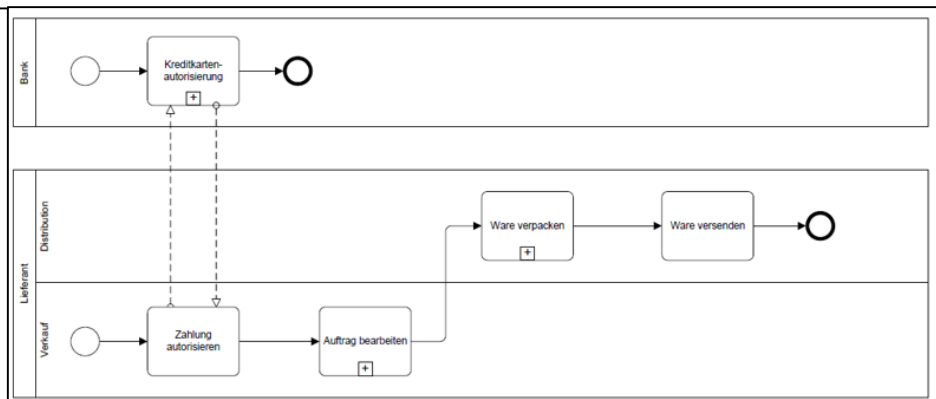 Bank
Kreditkarten-
autorisierung
Lieferant
Distribution
Ware verpacken
Ware versenden
Verkauf
Zahlung
autorisieren
Auftrag bearbeiten